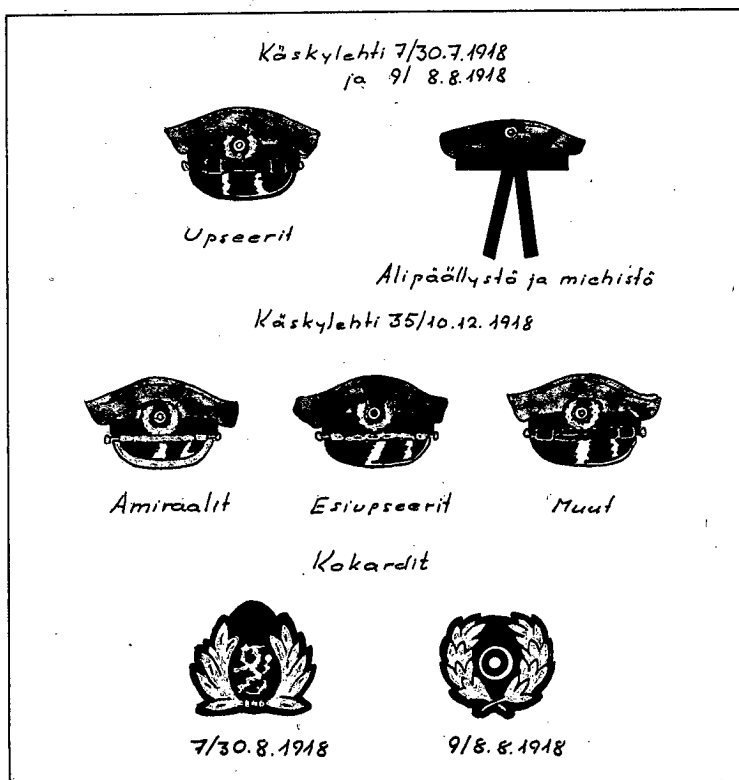 Käskylehti 7/30.7.1918
ja 9/ 8.8.1918
Upseerit
Alipäällystö ja miehistö
Käskylehti 35/10.12.1918
Amiraalit Esiupseerit Muut
Kokardit
7/30.8.1918 9/8.8.1918